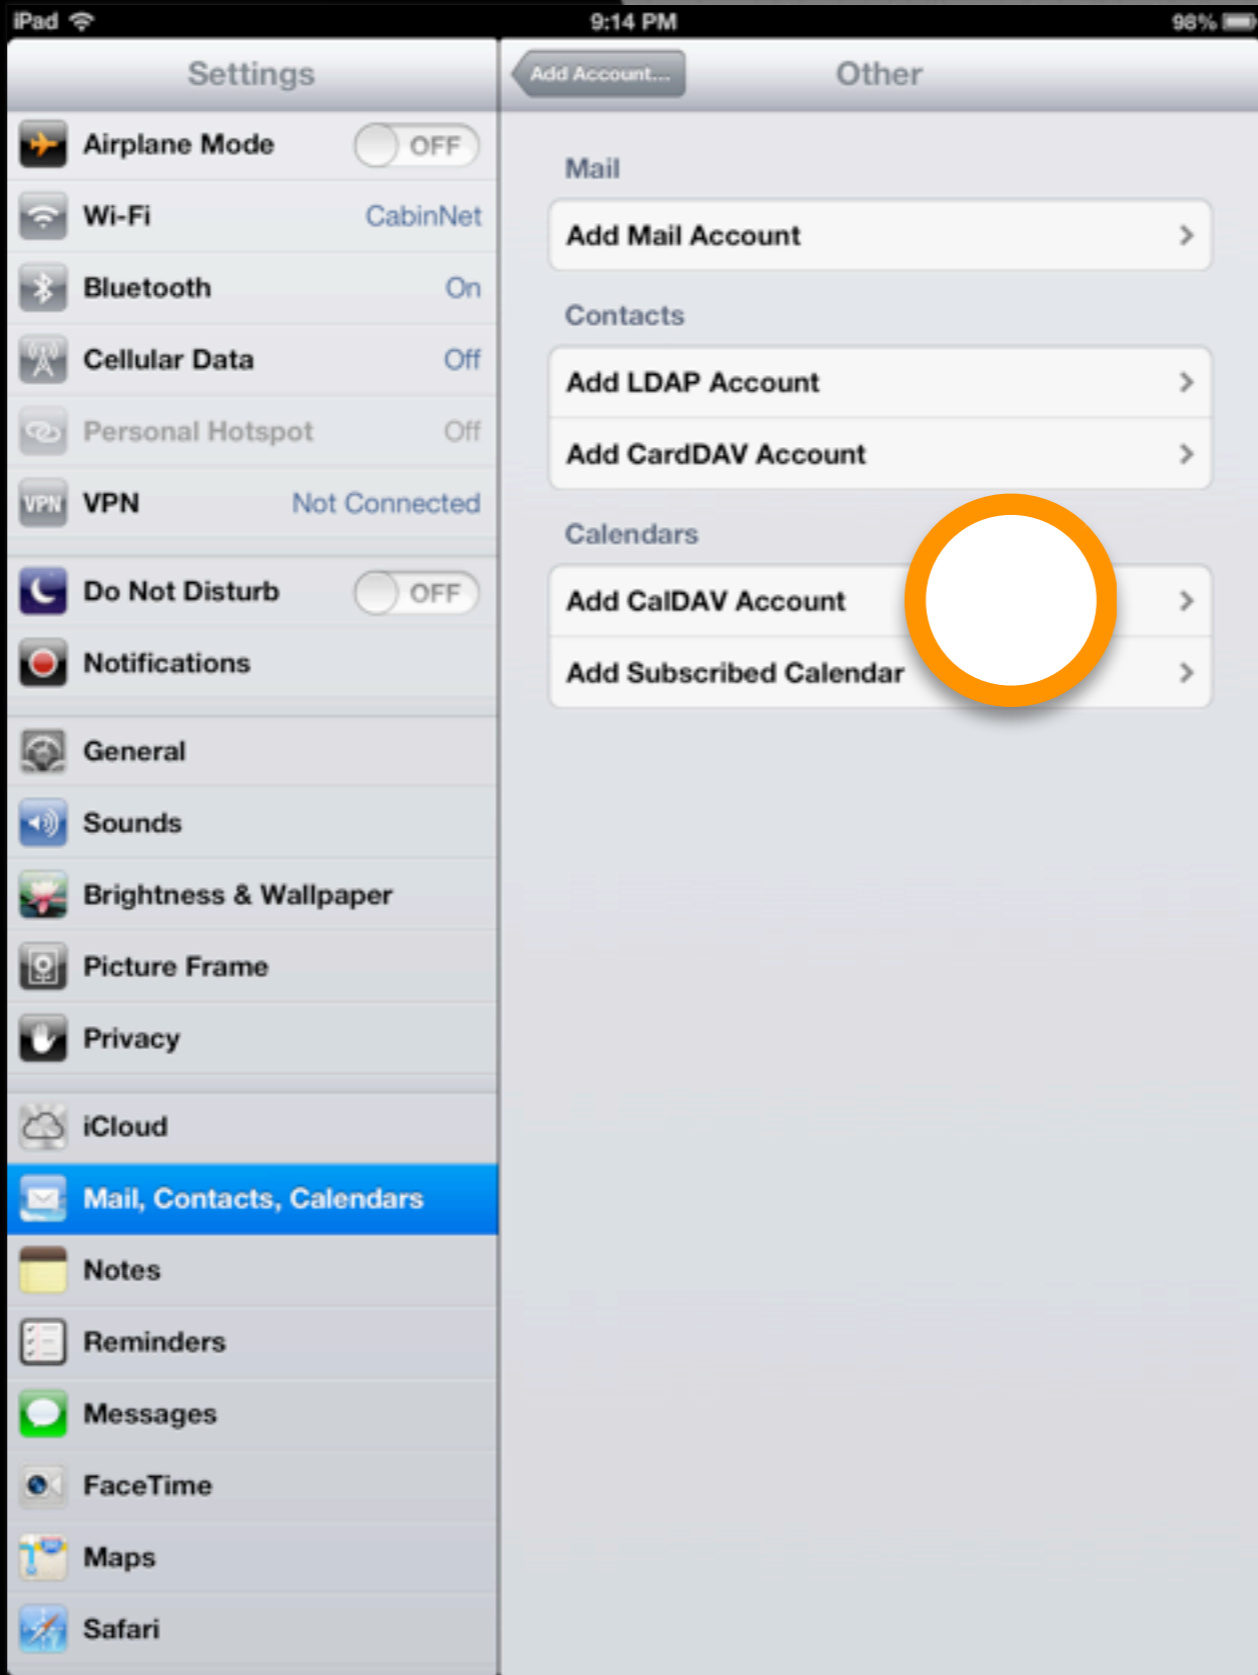 iPad 9:14 PM 98%
Settings
Airplane Mode OFF
Wi-Fi CabinNet
Bluetooth On
Cellular Data Off
Personal Hotspot Off
VPN VPN Not Connected
Do Not Disturb OFF
Notifications
General
Sounds
Brightness & Wallpaper
Picture Frame
Privacy
iCloud
Mail, Contacts, Calendars
Notes
Reminders
Messages
FaceTime
Maps
Safari
Add Account... Other
Mail
Add Mail Account
Contacts
Add LDAP Account
Add CardDAV Account
Calendars
Add CalDAV Account
Add Subscribed Calendar